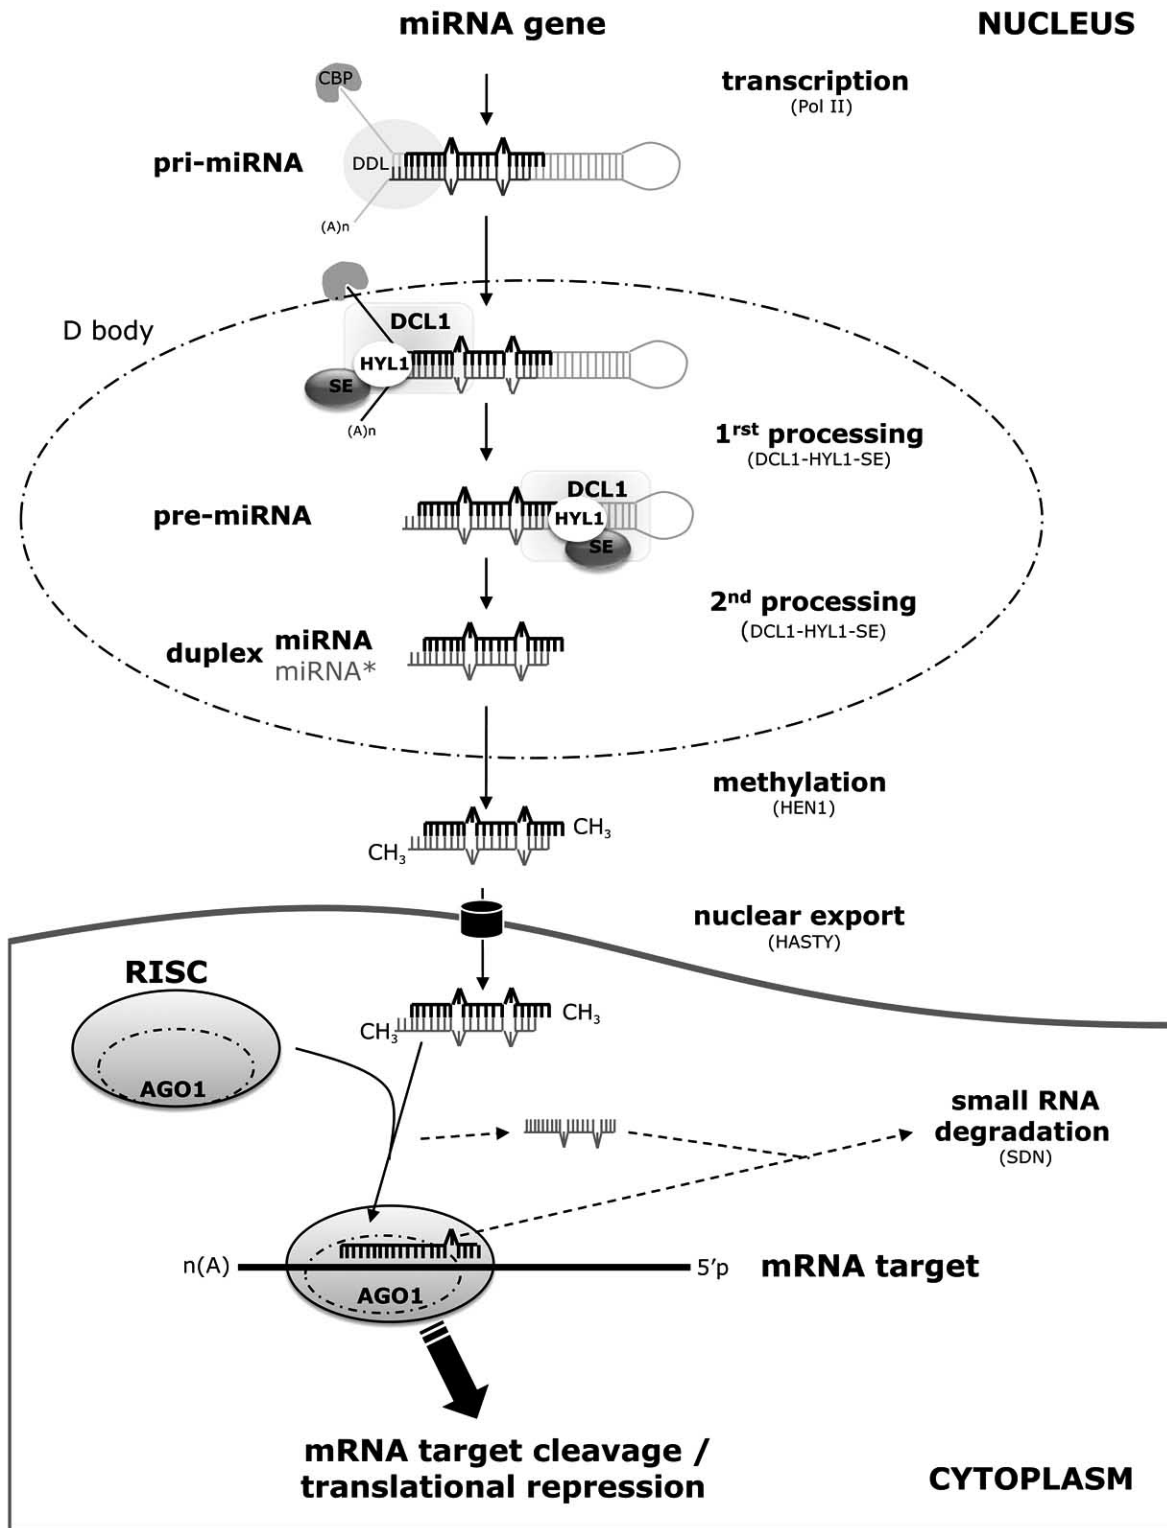 miRNA gene
NUCLEUS
CBP
transcription
(Pol II)
pri-miRNA
DDL
(A)n
D body
DCL1
HYL1
SE
(A)n
1rst processing
(DCL1-HYL1-SE)
pre-miRNA
DCL1
HYL1
SE
2nd processing
(DCL1-HYL1-SE)
duplex miRNA
miRNA*
methylation
(HEN1)
CH3
CH3
nuclear export
(HASTY)
RISC
AGO1
CH3
CH3
small RNA
degradation
(SDN)
n(A)
5'p
mRNA target
AGO1
mRNA target cleavage /
translational repression
CYTOPLASM